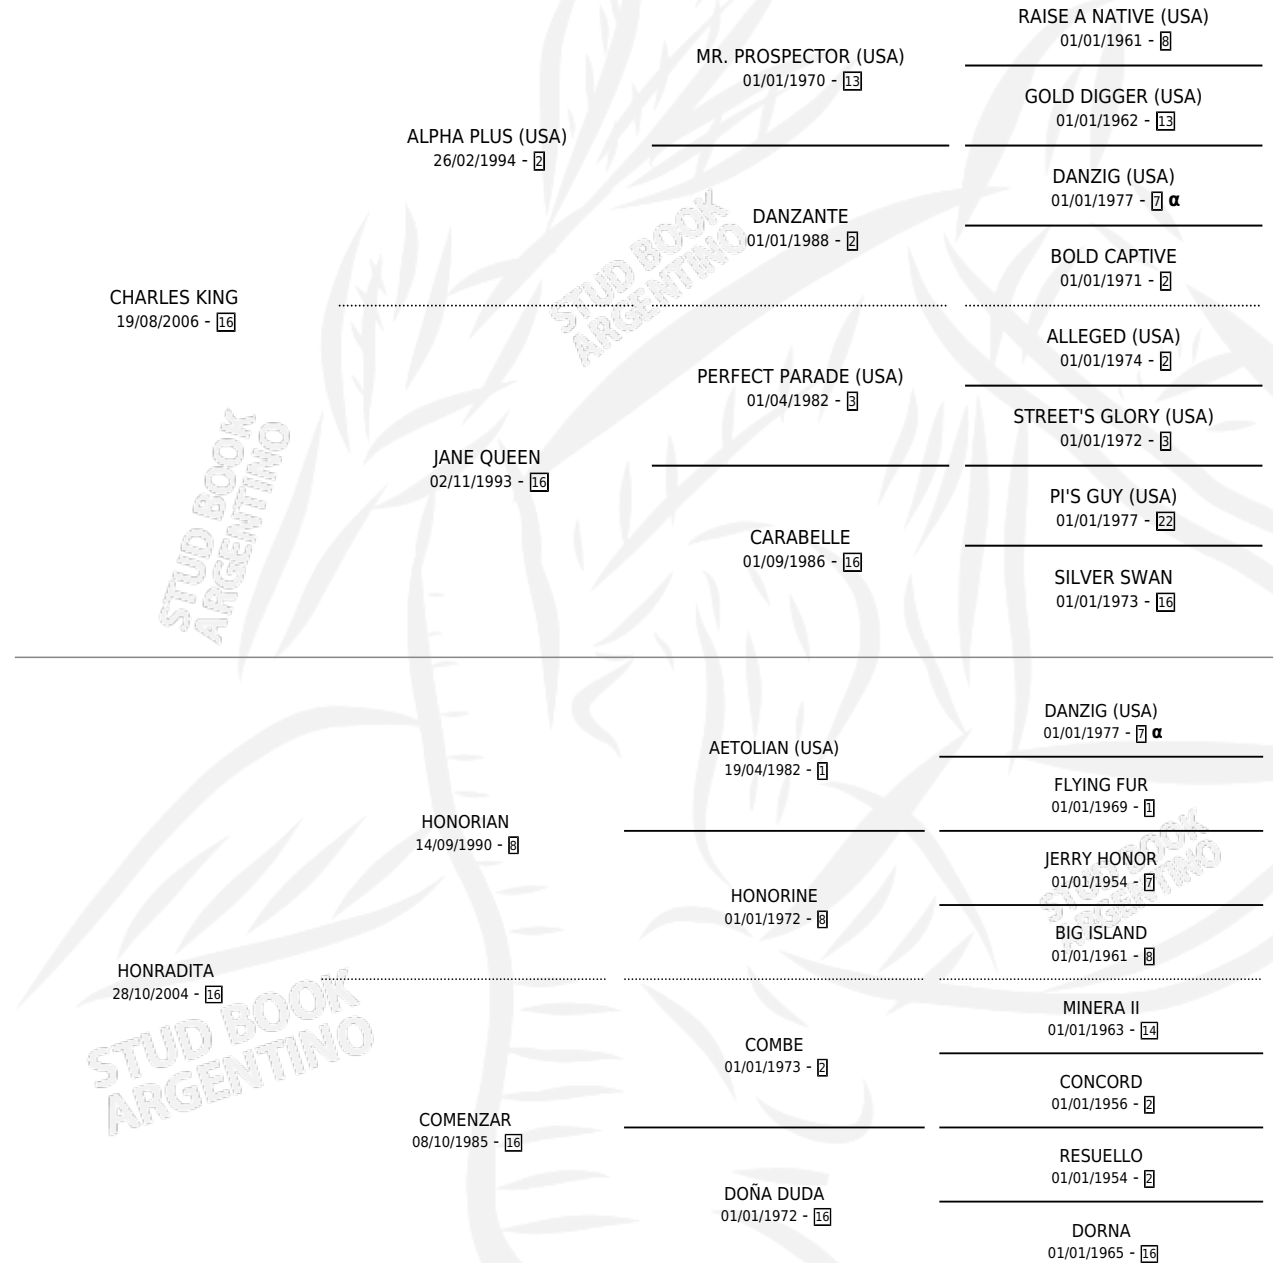 RAISE A NATIVE (USA)
01/01/1961 - 8
MR. PROSPECTOR (USA)
01/01/1970 - 13
GOLD DIGGER (USA)
01/01/1962 - 13
ALPHA PLUS (USA)
26/02/1994 - 2
DANZIG (USA)
01/01/1977 - 7 α
DANZANTE
01/01/1988 - 2
BOLD CAPTIVE
01/01/1971 - 2
CHARLES KING
19/08/2006 - 16
ALLEGED (USA)
01/01/1974 - 2
PERFECT PARADE (USA)
01/04/1982 - 3
STREET'S GLORY (USA)
01/01/1972 - 3
JANE QUEEN
02/11/1993 - 16
PI'S GUY (USA)
01/01/1977 - 22
CARABELLE
01/09/1986 - 16
SILVER SWAN
01/01/1973 - 16
STUD BOOK
ARGENTINO
STUD BOOK
ARGENTINO
DANZIG (USA)
01/01/1977 - 7 α
AETOLIAN (USA)
19/04/1982 - 1
FLYING FUR
01/01/1969 - 1
HONORIAN
14/09/1990 - 8
JERRY HONOR
01/01/1954 - 7
HONORINE
01/01/1972 - 8
BIG ISLAND
01/01/1961 - 8
HONRADITA
28/10/2004 - 16
MINERA II
01/01/1963 - 14
COMBE
01/01/1973 - 2
CONCORD
01/01/1956 - 2
COMENZAR
08/10/1985 - 16
RESUELLO
01/01/1954 - 2
DOÑA DUDA
01/01/1972 - 16
DORNA
01/01/1965 - 16
STUD BOOK
ARGENTINO
STUD BOOK
ARGENTINO